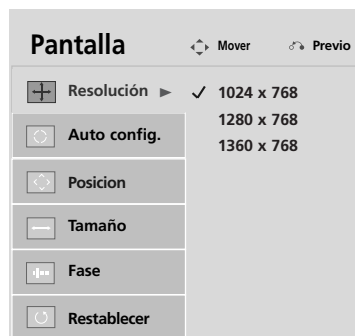 Pantalla Mover Previo
Resolución ► ✓ 1024 x 768
1280 x 768
1360 x 768
Auto config.
Posicion
Tamaño
Fase
Restablecer